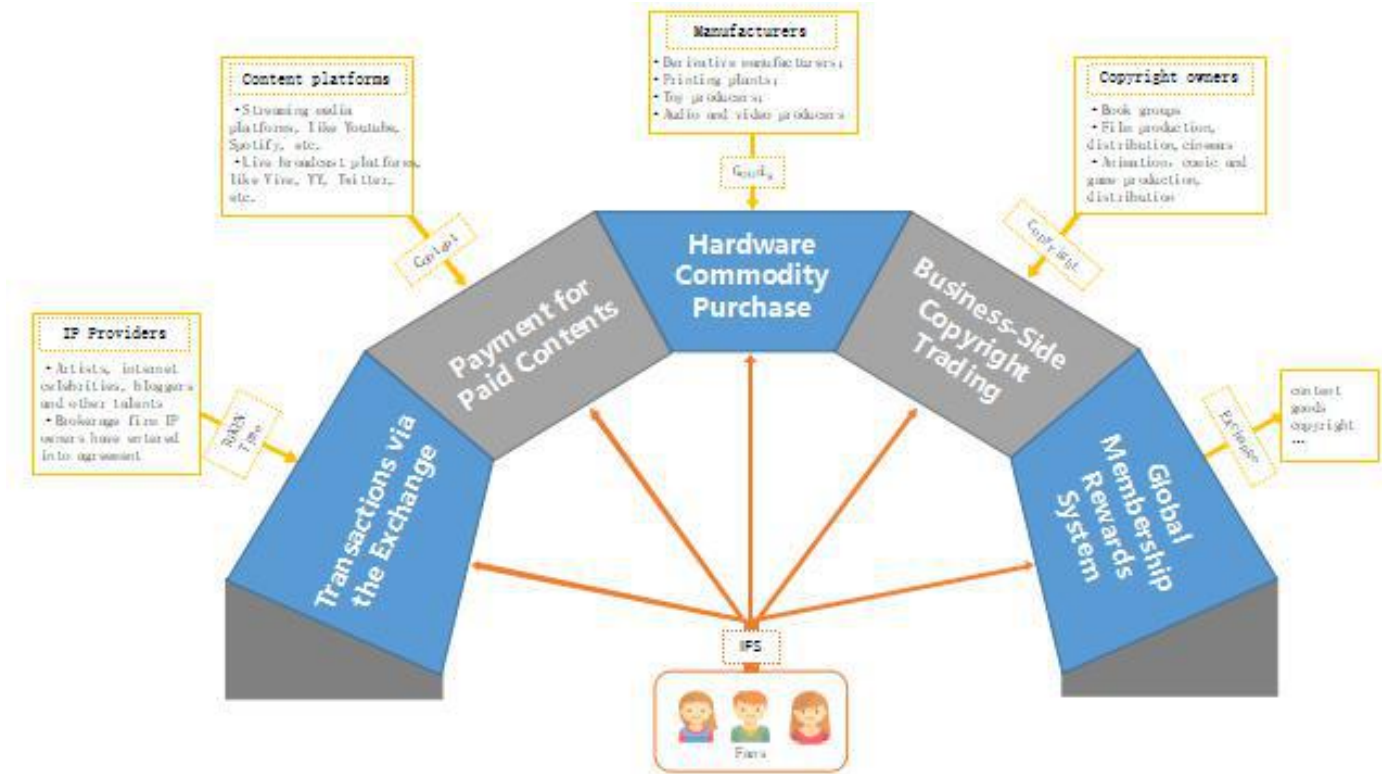 Manufacturers
• Derivative manufacturers;
• Printing plants;
• Toy producers;
• Audio and video producers
Goods
Content platforms
• Streaming media
platforms, like Youtube,
Spotify, etc.
• Live broadcast platforms,
like Vine, YY, Twitter,
etc.
Content
Copyright owners
• Book groups
• Film production,
distribution, cinemas
• Animation, comic and
game production,
distribution
Copyright
IP Providers
• Artists, internet
celebrities, bloggers
and other talents
• Brokerage firm IP
owners have entered
into agreement
Time
Transactions via
the Exchange
Payment for
Paid Contents
Hardware
Commodity
Purchase
Business-Side
Copyright
Trading
Global
Membership
Rewards
System
Exchange
content
goods
copyright
...
IPS
Fans